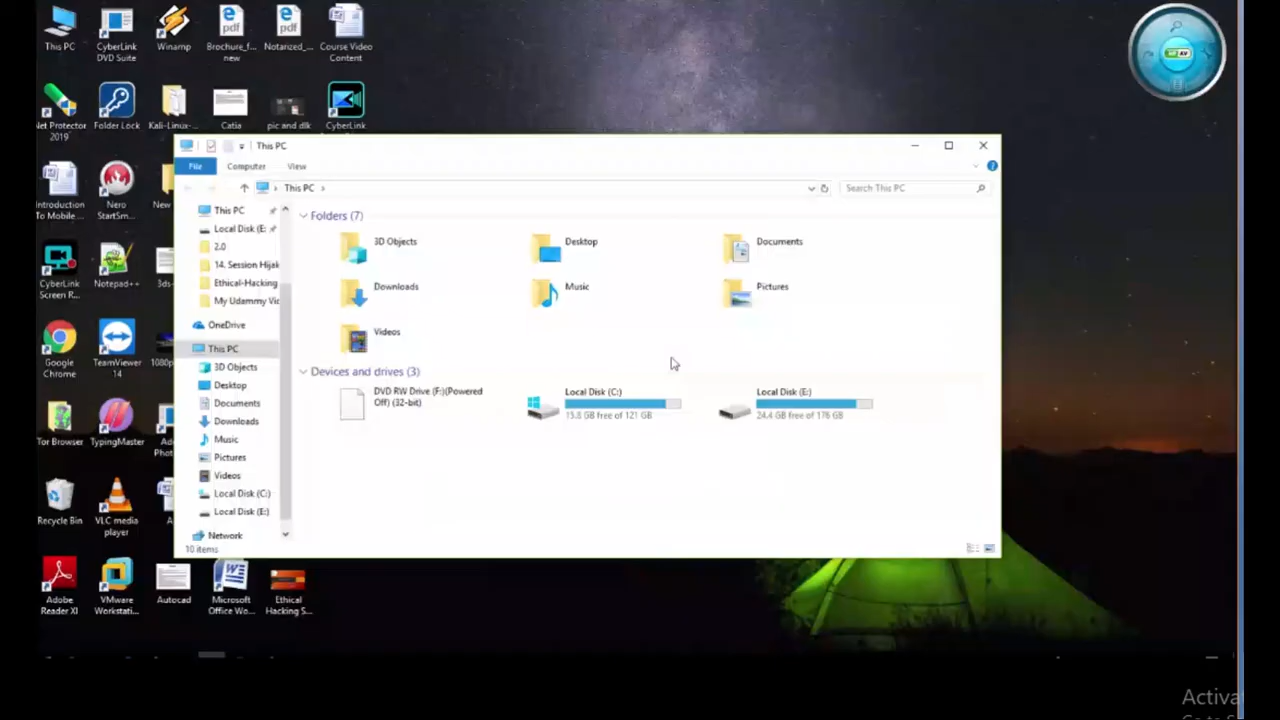 This PC
CyberLink
DVD Suite
Winamp
Brochure_f...
new
Notarized_...
Course Video
Content
Net Protector
2019
Folder Lock
Kali-Linux-...
Catia
pic and dlk
CyberLink
Introduction
To Mobile ...
Nero
StartSm...
New
CyberLink
Screen R...
Notepad++
3ds-
Google
Chrome
TeamViewer
14
1080p
Tor Browser
TypingMaster
Ad
Phot
Recycle Bin
VLC media
player
A
Adobe
Reader XI
VMware
Workstati...
Autocad
Microsoft
Office Wo...
Ethical
Hacking S...
This PC
File
Computer
View
This PC
Search This PC
This PC
Local Disk (E:
2.0
14. Session Hijak
Ethical-Hacking
My Udammy Vic
OneDrive
This PC
3D Objects
Desktop
Documents
Downloads
Music
Pictures
Videos
Local Disk (C:)
Local Disk (E:)
Network
10 items
Folders (7)
3D Objects
Desktop
Documents
Downloads
Music
Pictures
Videos
Devices and drives (3)
DVD RW Drive (F:)(Powered
Off) (32-bit)
Local Disk (C:)
15.8 GB free of 121 GB
Local Disk (E:)
24.4 GB free of 176 GB
Activa